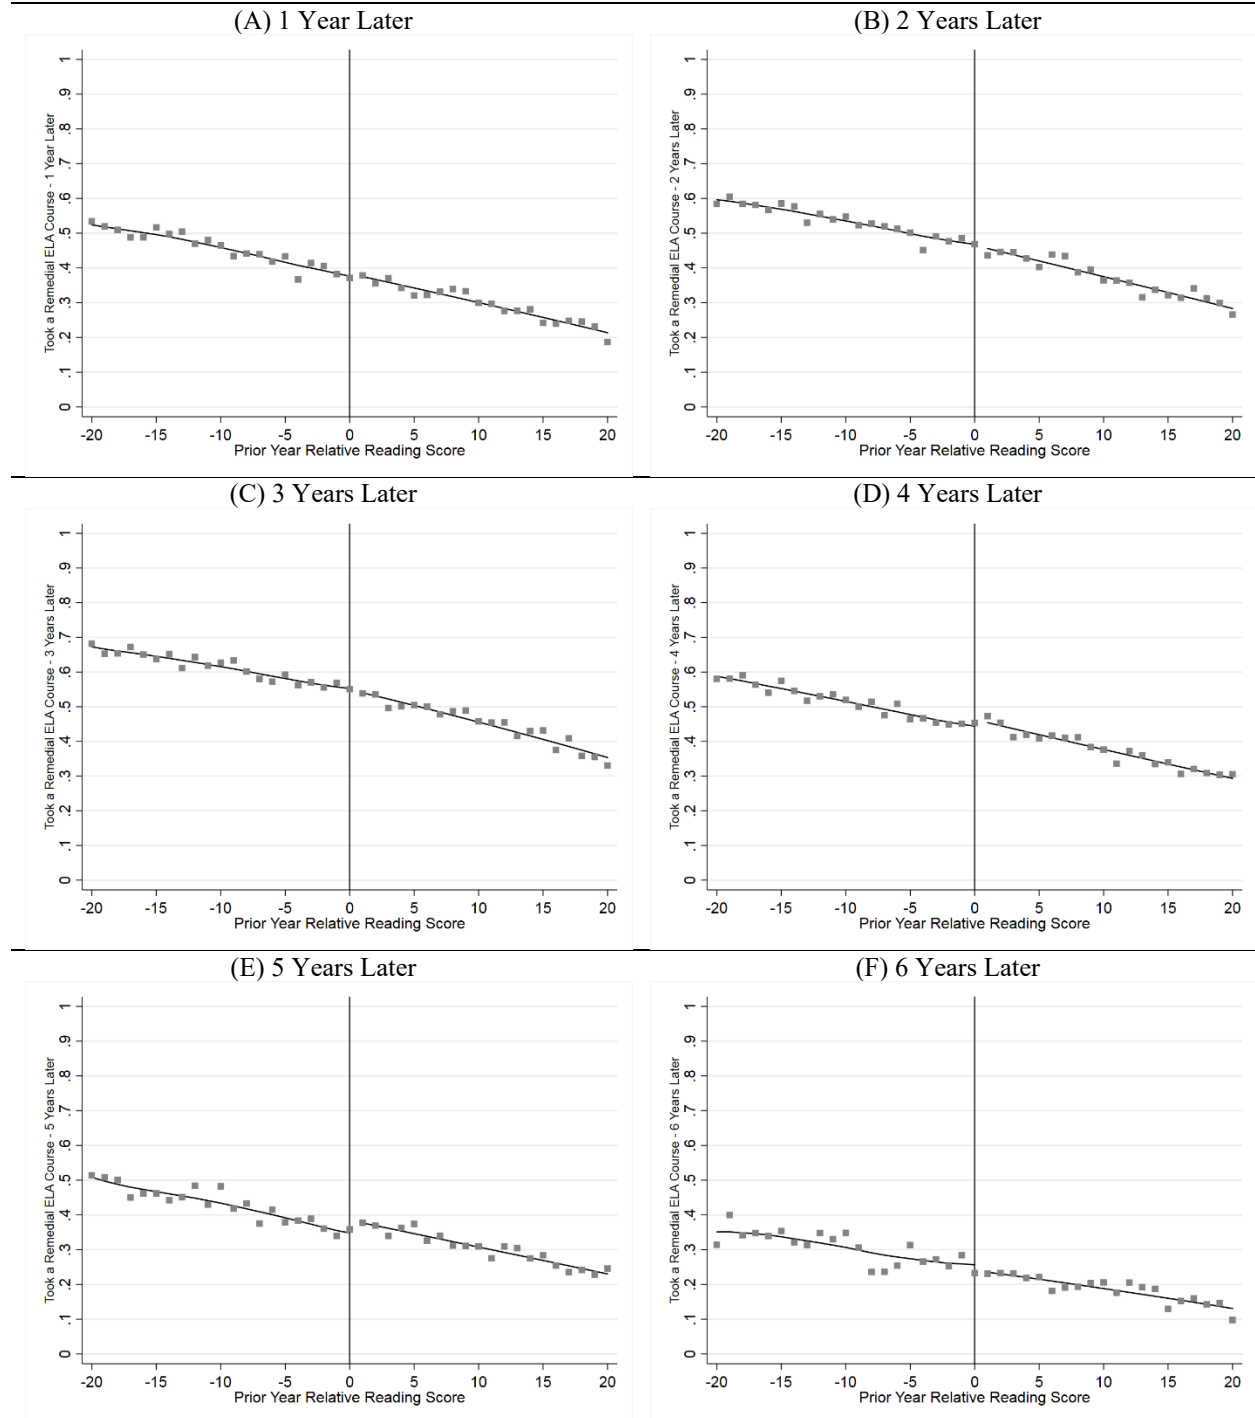 (A) 1 Year Later
Took a Remedial ELA Course - 1 Year Later
1
.9
.8
.7
.6
.5
.4
.3
.2
.1
0
-20 -15 -10 -5 0 5 10 15 20
Prior Year Relative Reading Score
(B) 2 Years Later
Took a Remedial ELA Course - 2 Years Later
1
.9
.8
.7
.6
.5
.4
.3
.2
.1
0
-20 -15 -10 -5 0 5 10 15 20
Prior Year Relative Reading Score
(C) 3 Years Later
Took a Remedial ELA Course - 3 Years Later
1
.9
.8
.7
.6
.5
.4
.3
.2
.1
0
-20 -15 -10 -5 0 5 10 15 20
Prior Year Relative Reading Score
(D) 4 Years Later
Took a Remedial ELA Course - 4 Years Later
1
.9
.8
.7
.6
.5
.4
.3
.2
.1
0
-20 -15 -10 -5 0 5 10 15 20
Prior Year Relative Reading Score
(E) 5 Years Later
Took a Remedial ELA Course - 5 Years Later
1
.9
.8
.7
.6
.5
.4
.3
.2
.1
0
-20 -15 -10 -5 0 5 10 15 20
Prior Year Relative Reading Score
(F) 6 Years Later
Took a Remedial ELA Course - 6 Years Later
1
.9
.8
.7
.6
.5
.4
.3
.2
.1
0
-20 -15 -10 -5 0 5 10 15 20
Prior Year Relative Reading Score